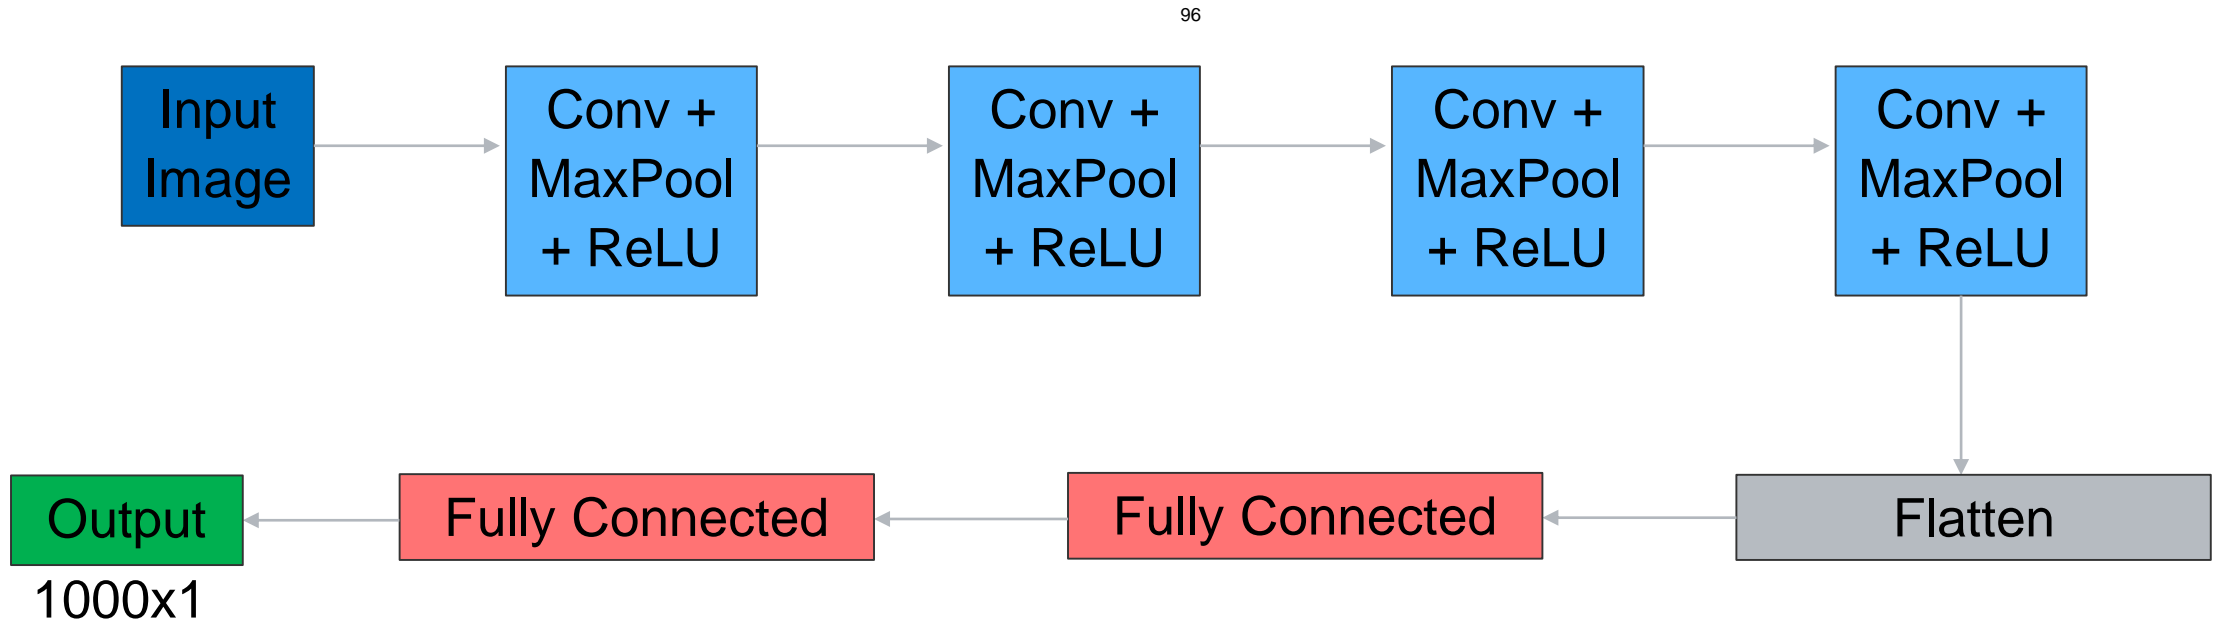 96
Input
Image
Conv +
MaxPool
+ ReLU
Conv +
MaxPool
+ ReLU
Conv +
MaxPool
+ ReLU
Conv +
MaxPool
+ ReLU
Flatten
Fully Connected
Fully Connected
Output
1000x1